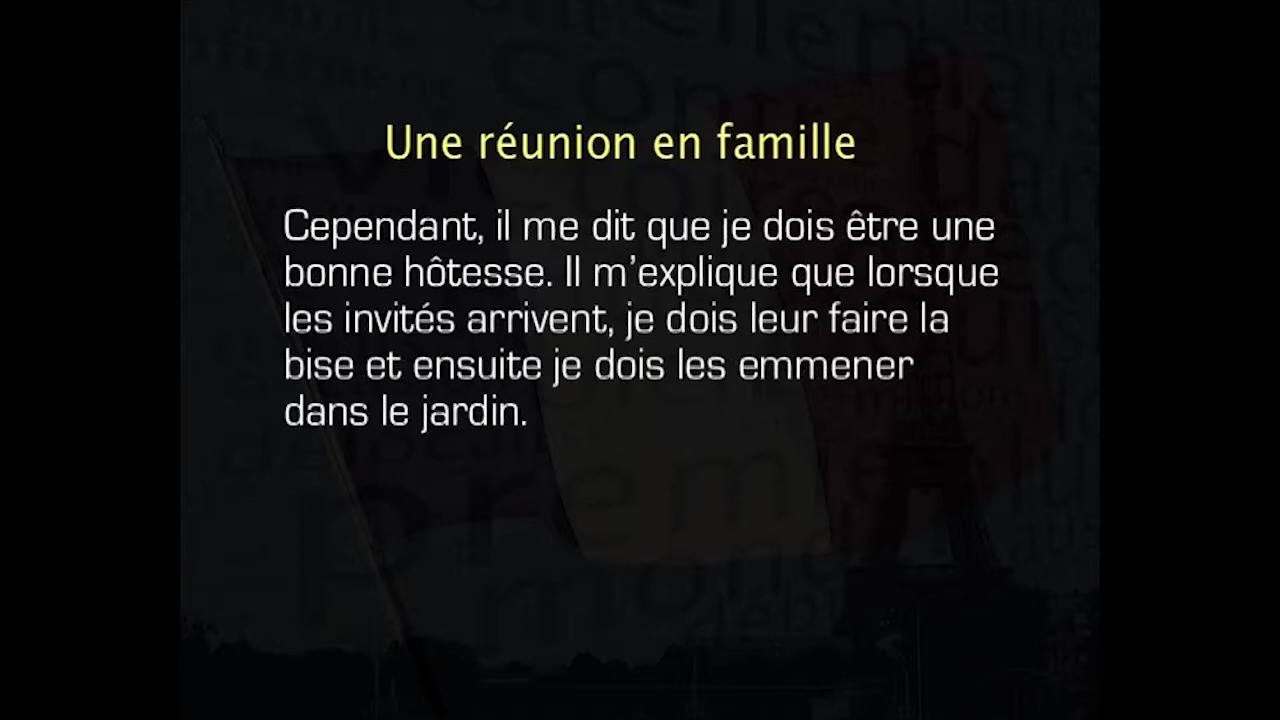 Une réunion en famille
Cependant, il me dit que je dois être une
bonne hôtesse. Il m'explique que lorsque
les invités arrivent, je dois leur faire la
bise et ensuite je dois les emmener
dans le jardin.